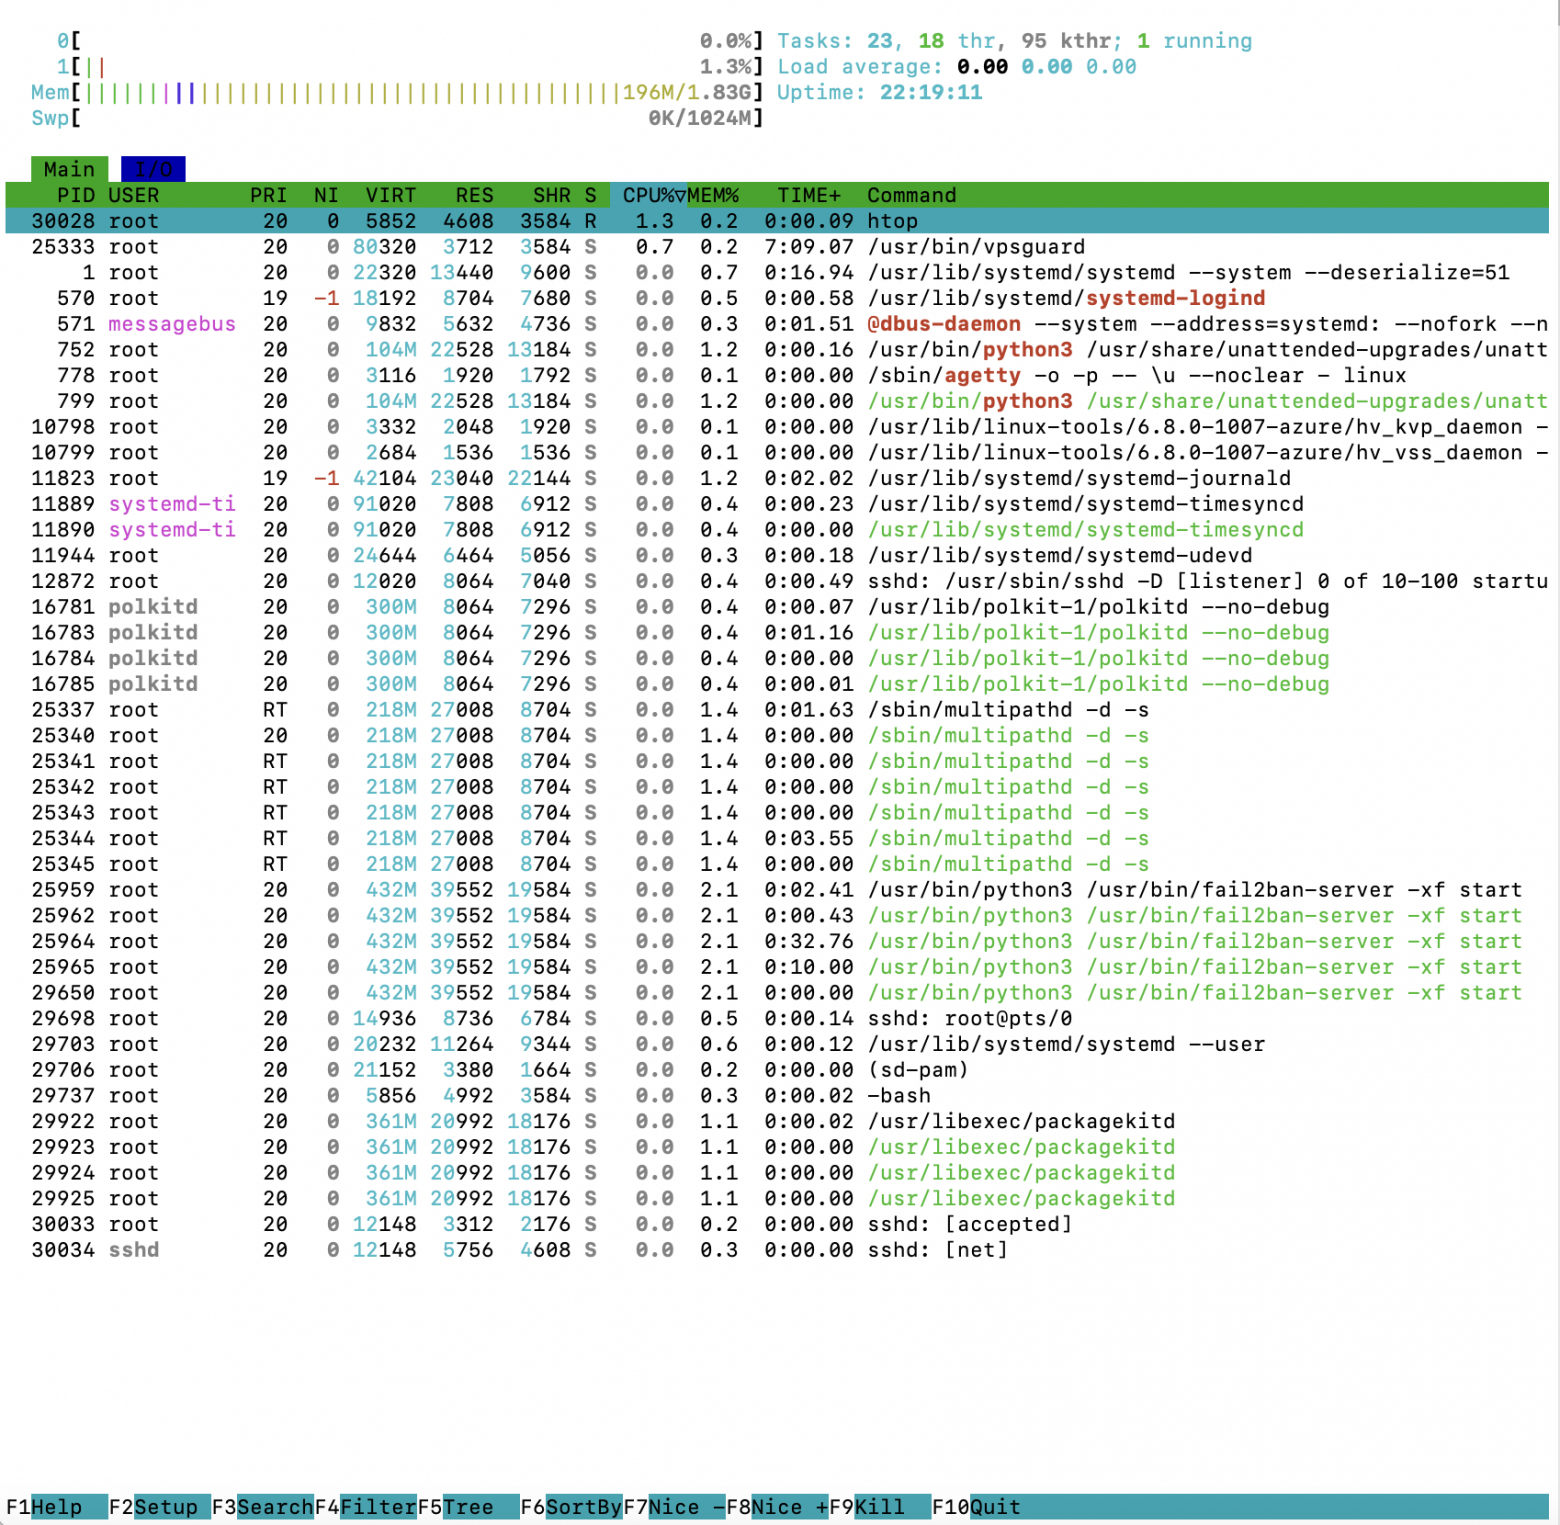 0[ 0.0%] Tasks: 23, 18 thr, 95 kthr; 1 running
1[|| 1.3%] Load average: 0.00 0.00 0.00
Mem[||||||||||||||||||||||||||||||||||||||||||196M/1.83G] Uptime: 22:19:11
Swp[ 0K/1024M]
Main I/O
PID USER PRI NI VIRT RES SHR S CPU%▽MEM% TIME+ Command
30028 root 20 0 5852 4608 3584 R 1.3 0.2 0:00.09 htop
25333 root 20 0 80320 3712 3584 S 0.7 0.2 7:09.07 /usr/bin/vpsguard
1 root 20 0 22320 13440 9600 S 0.0 0.7 0:16.94 /usr/lib/systemd/systemd --system --deserialize=51
570 root 19 -1 18192 8704 7680 S 0.0 0.5 0:00.58 /usr/lib/systemd/systemd-logind
571 messagebus 20 0 9832 5632 4736 S 0.0 0.3 0:01.51 @dbus-daemon --system --address=systemd: --nofork --n
752 root 20 0 104M 22528 13184 S 0.0 1.2 0:00.16 /usr/bin/python3 /usr/share/unattended-upgrades/unatt
778 root 20 0 3116 1920 1792 S 0.0 0.1 0:00.00 /sbin/agetty -o -p -- \u --noclear - linux
799 root 20 0 104M 22528 13184 S 0.0 1.2 0:00.00 /usr/bin/python3 /usr/share/unattended-upgrades/unatt
10798 root 20 0 3332 2048 1920 S 0.0 0.1 0:00.00 /usr/lib/linux-tools/6.8.0-1007-azure/hv_kvp_daemon -
10799 root 20 0 2684 1536 1536 S 0.0 0.1 0:00.00 /usr/lib/linux-tools/6.8.0-1007-azure/hv_vss_daemon -
11823 root 19 -1 42104 23040 22144 S 0.0 1.2 0:02.02 /usr/lib/systemd/systemd-journald
11889 systemd-ti 20 0 91020 7808 6912 S 0.0 0.4 0:00.23 /usr/lib/systemd/systemd-timesyncd
11890 systemd-ti 20 0 91020 7808 6912 S 0.0 0.4 0:00.00 /usr/lib/systemd/systemd-timesyncd
11944 root 20 0 24644 6464 5056 S 0.0 0.3 0:00.18 /usr/lib/systemd/systemd-udevd
12872 root 20 0 12020 8064 7040 S 0.0 0.4 0:00.49 sshd: /usr/sbin/sshd -D [listener] 0 of 10-100 startu
16781 polkitd 20 0 300M 8064 7296 S 0.0 0.4 0:00.07 /usr/lib/polkit-1/polkitd --no-debug
16783 polkitd 20 0 300M 8064 7296 S 0.0 0.4 0:01.16 /usr/lib/polkit-1/polkitd --no-debug
16784 polkitd 20 0 300M 8064 7296 S 0.0 0.4 0:00.00 /usr/lib/polkit-1/polkitd --no-debug
16785 polkitd 20 0 300M 8064 7296 S 0.0 0.4 0:00.01 /usr/lib/polkit-1/polkitd --no-debug
25337 root RT 0 218M 27008 8704 S 0.0 1.4 0:01.63 /sbin/multipathd -d -s
25340 root 20 0 218M 27008 8704 S 0.0 1.4 0:00.00 /sbin/multipathd -d -s
25341 root RT 0 218M 27008 8704 S 0.0 1.4 0:00.00 /sbin/multipathd -d -s
25342 root RT 0 218M 27008 8704 S 0.0 1.4 0:00.00 /sbin/multipathd -d -s
25343 root RT 0 218M 27008 8704 S 0.0 1.4 0:00.00 /sbin/multipathd -d -s
25344 root RT 0 218M 27008 8704 S 0.0 1.4 0:03.55 /sbin/multipathd -d -s
25345 root RT 0 218M 27008 8704 S 0.0 1.4 0:00.00 /sbin/multipathd -d -s
25959 root 20 0 432M 39552 19584 S 0.0 2.1 0:02.41 /usr/bin/python3 /usr/bin/fail2ban-server -xf start
25962 root 20 0 432M 39552 19584 S 0.0 2.1 0:00.43 /usr/bin/python3 /usr/bin/fail2ban-server -xf start
25964 root 20 0 432M 39552 19584 S 0.0 2.1 0:32.76 /usr/bin/python3 /usr/bin/fail2ban-server -xf start
25965 root 20 0 432M 39552 19584 S 0.0 2.1 0:10.00 /usr/bin/python3 /usr/bin/fail2ban-server -xf start
29650 root 20 0 432M 39552 19584 S 0.0 2.1 0:00.00 /usr/bin/python3 /usr/bin/fail2ban-server -xf start
29698 root 20 0 14936 8736 6784 S 0.0 0.5 0:00.14 sshd: root@pts/0
29703 root 20 0 20232 11264 9344 S 0.0 0.6 0:00.12 /usr/lib/systemd/systemd --user
29706 root 20 0 21152 3380 1664 S 0.0 0.2 0:00.00 (sd-pam)
29737 root 20 0 5856 4992 3584 S 0.0 0.3 0:00.02 -bash
29922 root 20 0 361M 20992 18176 S 0.0 1.1 0:00.02 /usr/libexec/packagekitd
29923 root 20 0 361M 20992 18176 S 0.0 1.1 0:00.00 /usr/libexec/packagekitd
29924 root 20 0 361M 20992 18176 S 0.0 1.1 0:00.00 /usr/libexec/packagekitd
29925 root 20 0 361M 20992 18176 S 0.0 1.1 0:00.00 /usr/libexec/packagekitd
30033 root 20 0 12148 3312 2176 S 0.0 0.2 0:00.00 sshd: [accepted]
30034 sshd 20 0 12148 5756 4608 S 0.0 0.3 0:00.00 sshd: [net]
F1Help F2Setup F3SearchF4FilterF5Tree F6SortByF7Nice -F8Nice +F9Kill F10Quit